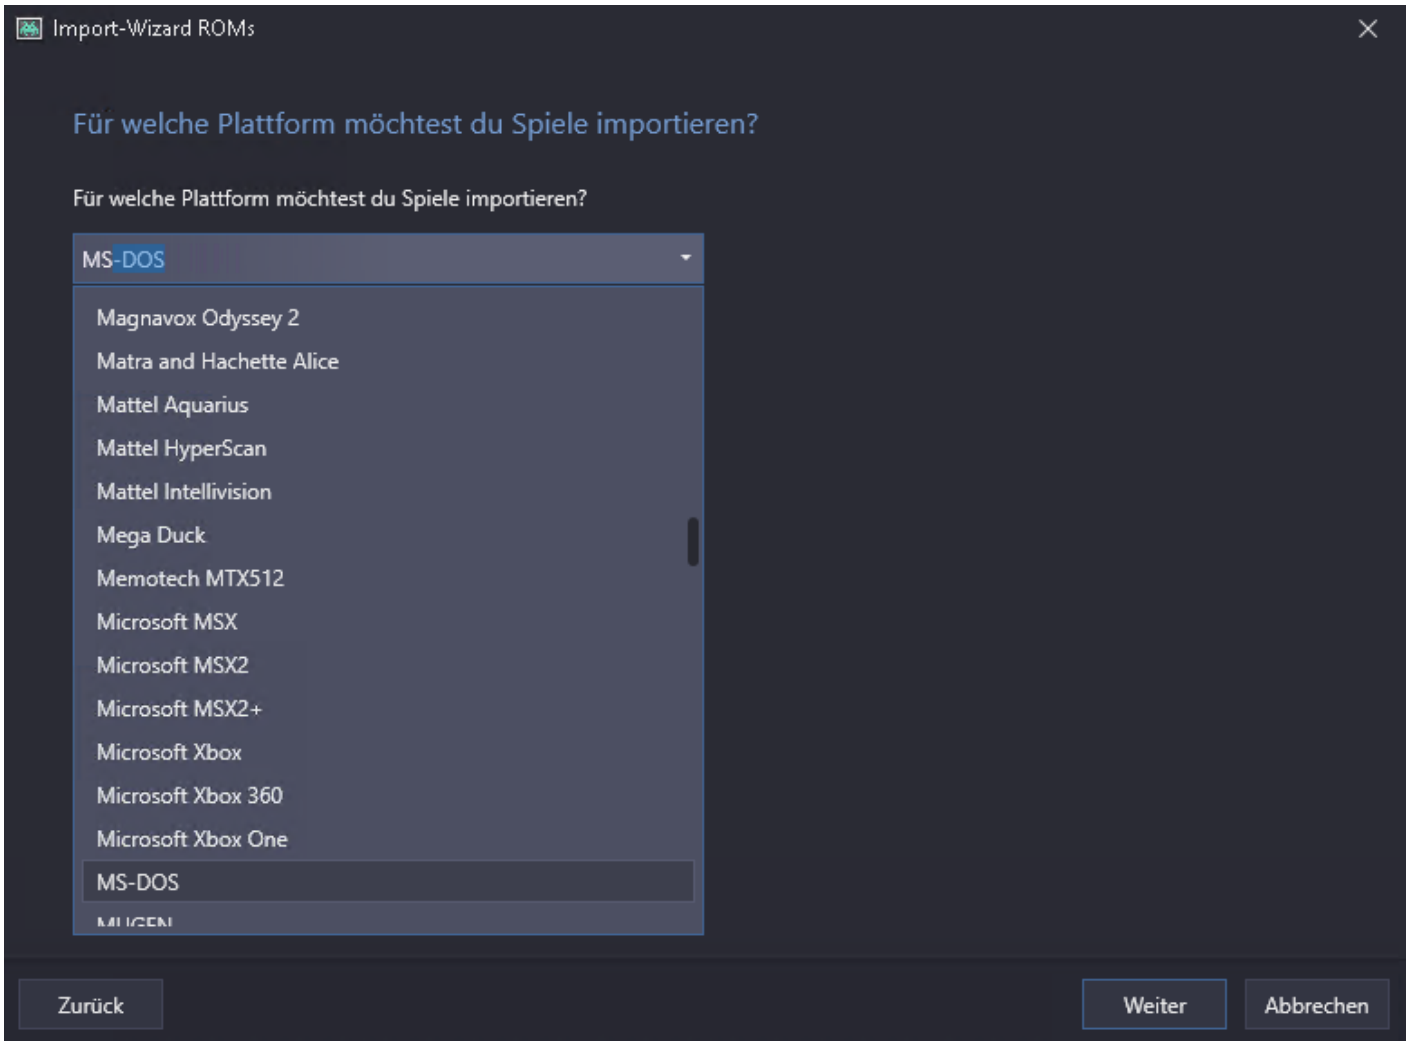 Import-Wizard ROMs
Für welche Plattform möchtest du Spiele importieren?
Für welche Plattform möchtest du Spiele importieren?
MS-DOS
Magnavox Odyssey 2
Matra and Hachette Alice
Mattel Aquarius
Mattel HyperScan
Mattel Intellivision
Mega Duck
Memotech MTX512
Microsoft MSX
Microsoft MSX2
Microsoft MSX2+
Microsoft Xbox
Microsoft Xbox 360
Microsoft Xbox One
MS-DOS
MUGEN
Zurück
Weiter
Abbrechen